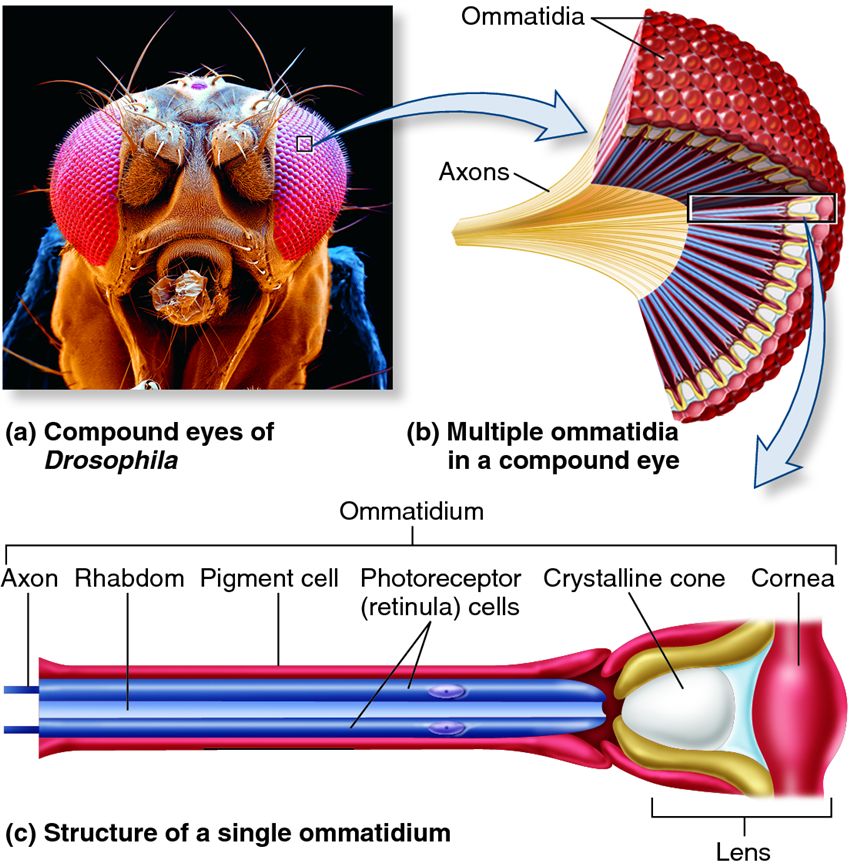 Ommatidia
Axons
(a) Compound eyes of
Drosophila
(b) Multiple ommatidia
in a compound eye
Ommatidium
Axon
Rhabdom
Pigment cell
Photoreceptor
(retinula) cells
Crystalline cone
Cornea
(c) Structure of a single ommatidium
Lens